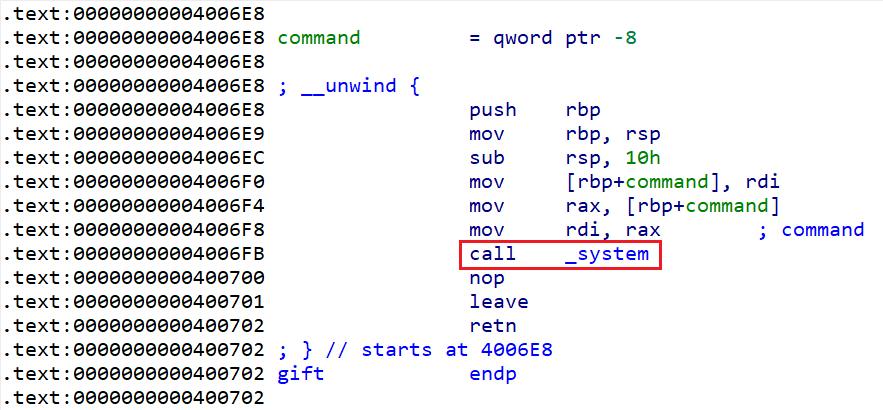 .text:00000000004006E8
.text:00000000004006E8 command         = qword ptr -8
.text:00000000004006E8
.text:00000000004006E8 ; __unwind {
.text:00000000004006E8                 push    rbp
.text:00000000004006E9                 mov     rbp, rsp
.text:00000000004006EC                 sub     rsp, 10h
.text:00000000004006F0                 mov     [rbp+command], rdi
.text:00000000004006F4                 mov     rax, [rbp+command]
.text:00000000004006F8                 mov     rdi, rax        ; command
.text:00000000004006FB                 call    _system
.text:0000000000400700                 nop
.text:0000000000400701                 leave
.text:0000000000400702                 retn
.text:0000000000400702 ; } // starts at 4006E8
.text:0000000000400702 gift            endp
.text:0000000000400702